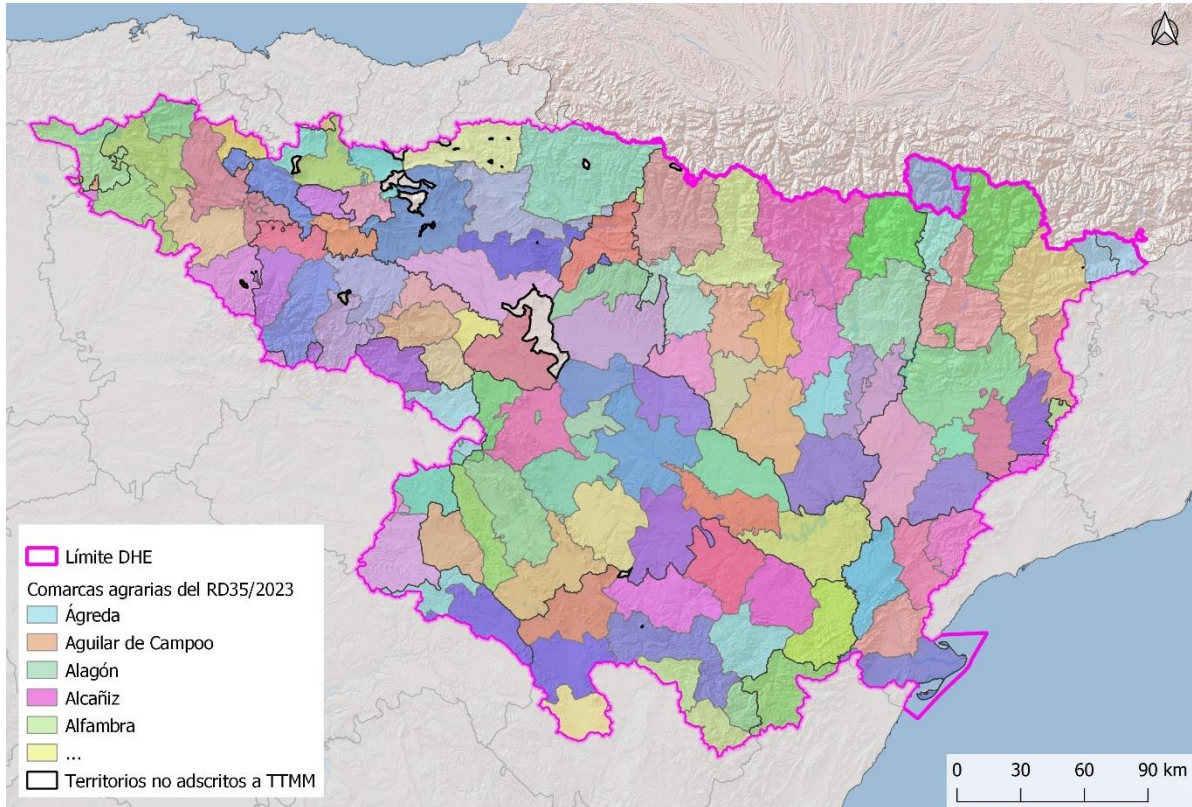 Límite DHE
Comarcas agrarias del RD35/2023
Ágreda
Aguilar de Campoo
Alagón
Alcañiz
Alfambra
...
Territorios no adscritos a TTMM
0 30 60 90 km